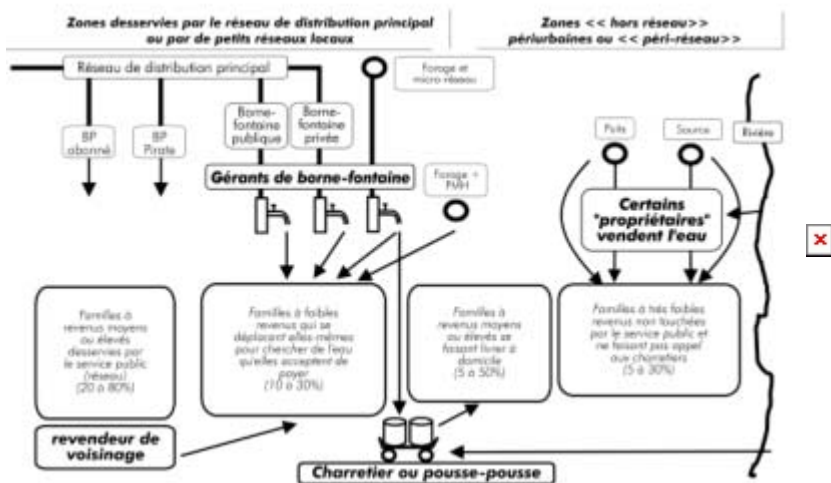 Zones desservies par le réseau de distribution principal
ou par de petits réseaux locaux
Zones << hors réseau>>
périurbaines ou << péri-réseau>>
Réseau de distribution principal
Forage et
micro réseau
BP
abonné
BP
Pirate
Borne-
fontaine
publique
Borne-
fontaine
privée
Puits
Source
Rivière
Gérants de borne-fontaine
Forage +
PMH
Certains
"propriétaires"
vendent l'eau
Familles à
revenus moyens
ou élevés
desservies par
le service public
(réseau)
(20 à 80%)
Familles à faibles
revenus qui se
déplacant elles-mêmes
pour chercher de l'eau
qu'elles acceptent de
payer
(10 à 30%)
Familles à
revenus moyens
ou élevés se
faisant livrer à
domicile
(5 à 50%)
Familles à très faibles
revenus non touchées
par le service public et
ne faisant pas appel
aux charretiers
(5 à 30%)
revendeur de
voisinage
Charretier ou pousse-pousse